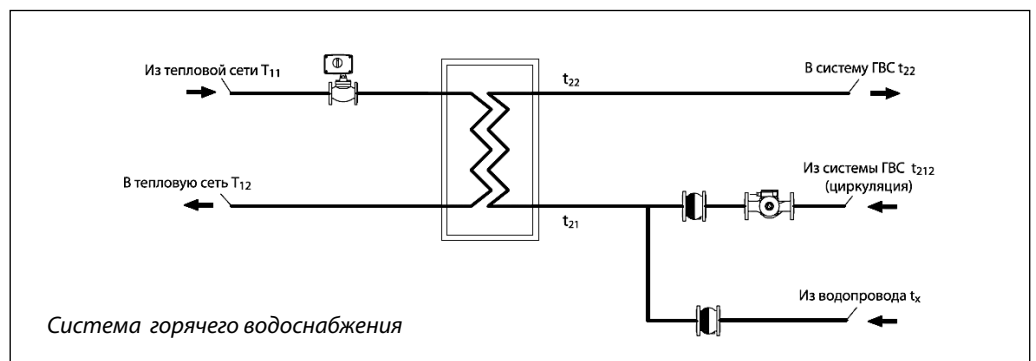 Из тепловой сети T11
t22
В систему ГВС t22
В тепловую сеть T12
t21
Из системы ГВС t212
(циркуляция)
Из водопровода tx
Система горячего водоснабжения